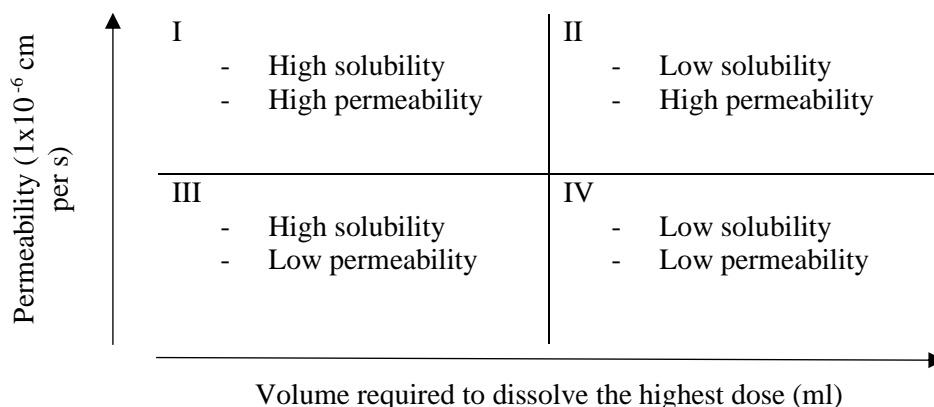 Permeability (1x10⁻⁶ cm
per s)
I
- High solubility
- High permeability
II
- Low solubility
- High permeability
III
- High solubility
- Low permeability
IV
- Low solubility
- Low permeability
Volume required to dissolve the highest dose (ml)